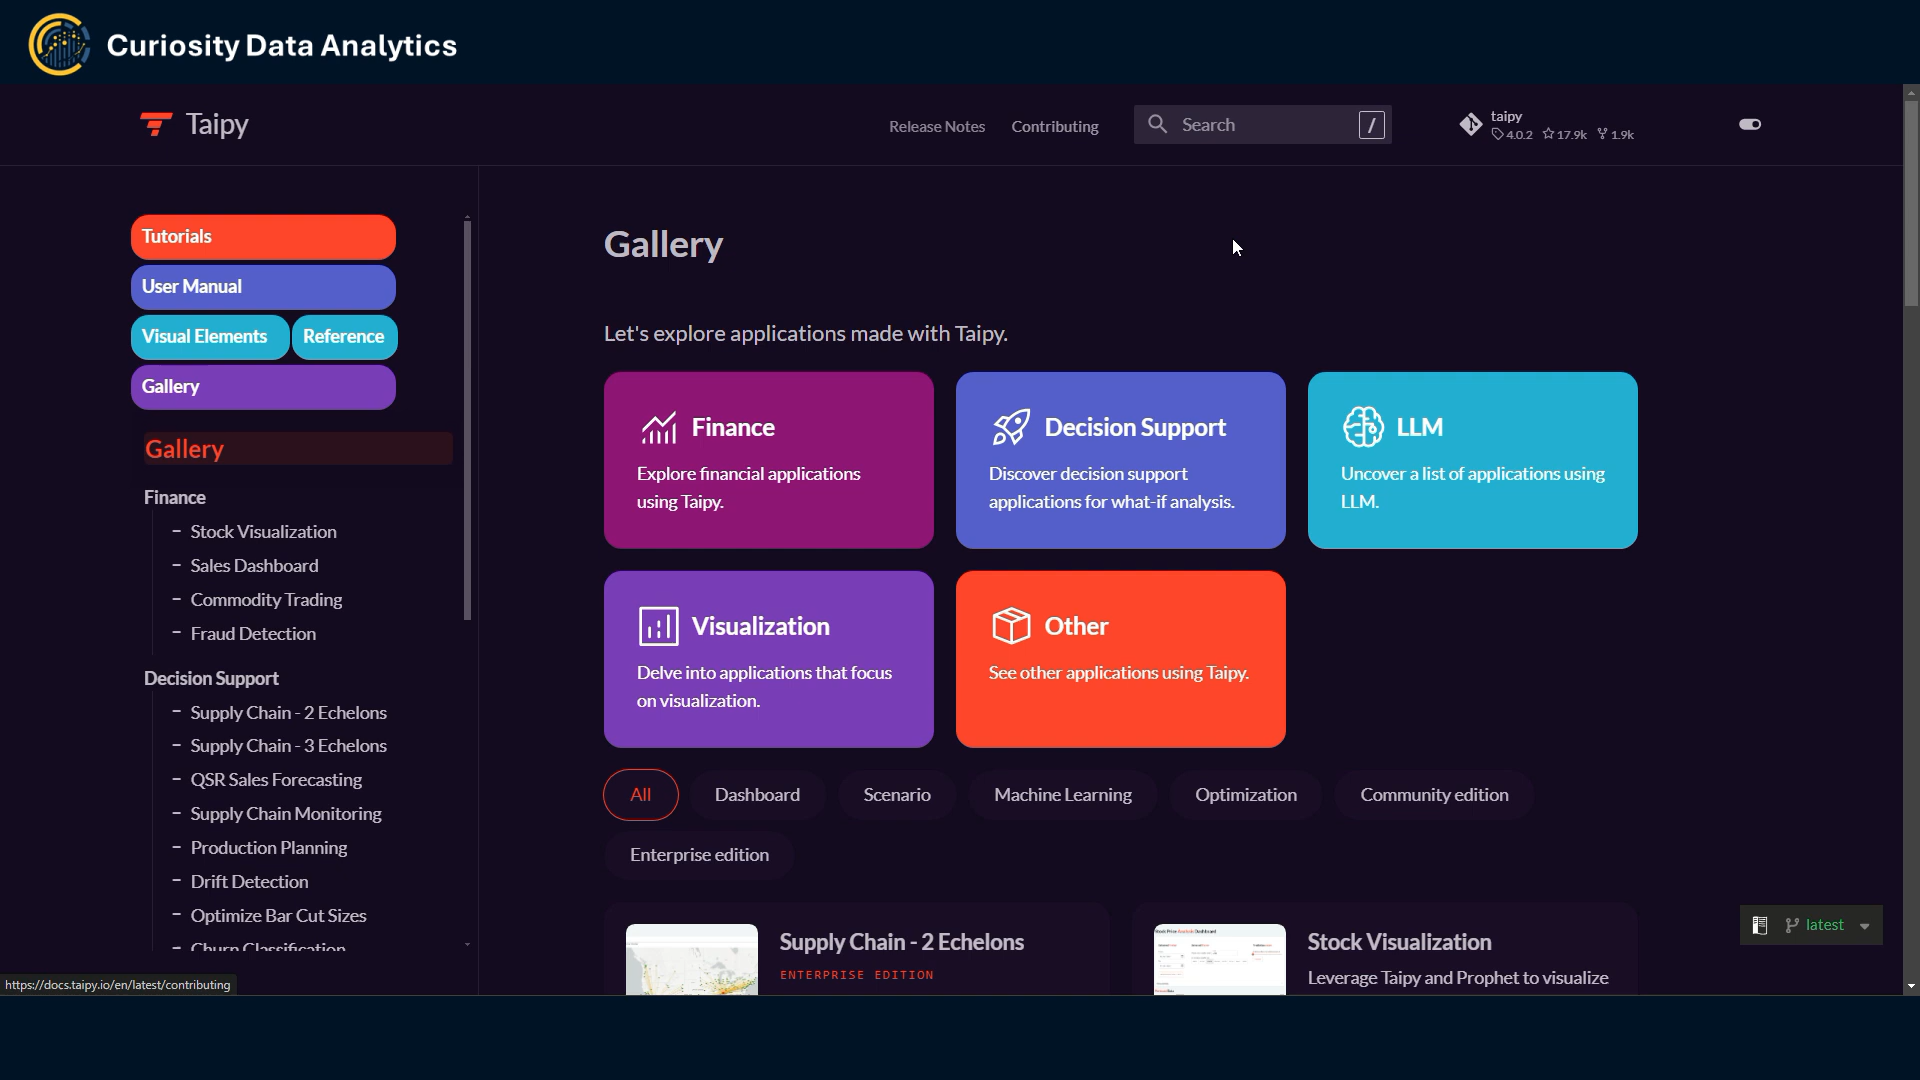 Curiosity Data Analytics
Taipy
Release Notes
Contributing
Search
/
taipy
4.0.2 17.9k 1.9k
Tutorials
User Manual
Visual Elements
Reference
Gallery
Gallery
Finance
- Stock Visualization
- Sales Dashboard
- Commodity Trading
- Fraud Detection
Decision Support
- Supply Chain - 2 Echelons
- Supply Chain - 3 Echelons
- QSR Sales Forecasting
- Supply Chain Monitoring
- Production Planning
- Drift Detection
- Optimize Bar Cut Sizes
- Churn Classification
Gallery
Let's explore applications made with Taipy.
Finance
Explore financial applications
using Taipy.
Decision Support
Discover decision support
applications for what-if analysis.
LLM
Uncover a list of applications using
LLM.
Visualization
Delve into applications that focus
on visualization.
Other
See other applications using Taipy.
All
Dashboard
Scenario
Machine Learning
Optimization
Community edition
Enterprise edition
Supply Chain - 2 Echelons
ENTERPRISE EDITION
Stock Visualization
Leverage Taipy and Prophet to visualize
latest
https://docs.taipy.io/en/latest/contributing